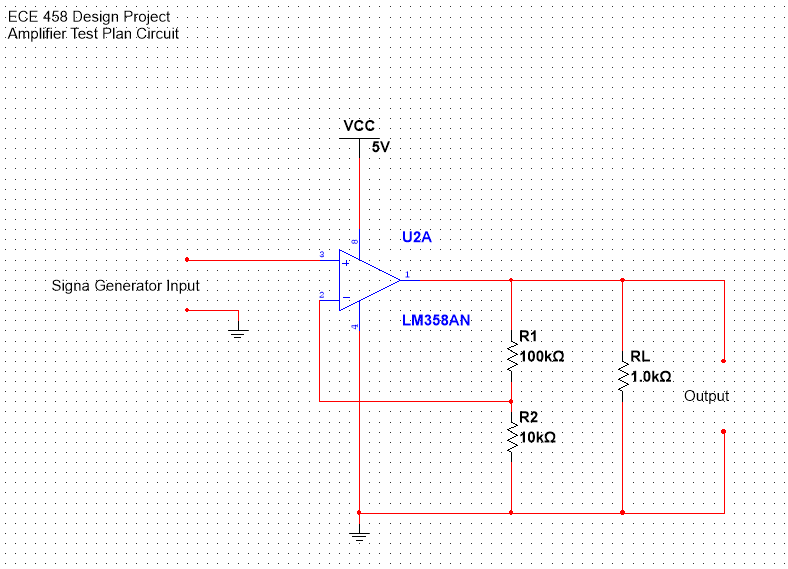 ECE 458 Design Project
Amplifier Test Plan Circuit
VCC
5V
8
U2A
3
+
1
Signa Generator Input
2
−
LM358AN
4
R1
100kΩ
RL
1.0kΩ
Output
R2
10kΩ